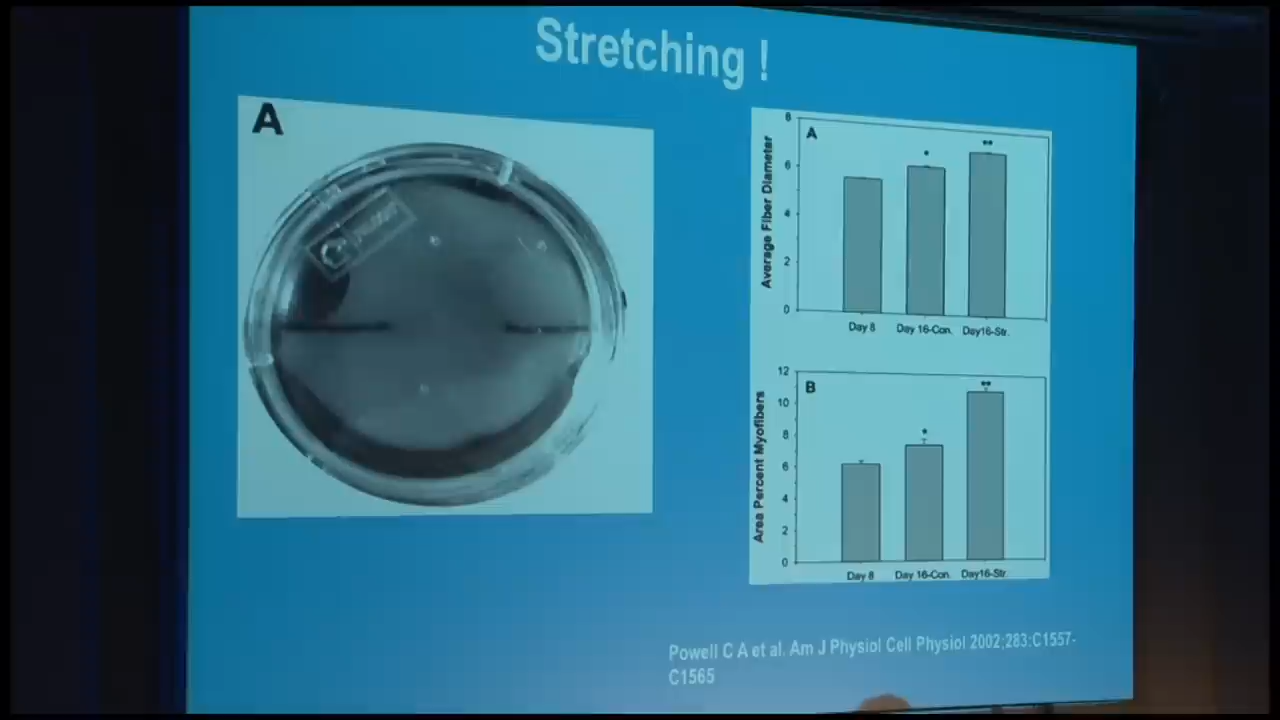 Stretching !
A
A
Average Fiber Diameter
8
6
4
2
0
*
**
Day 8
Day 16-Con.
Day16-Str.
B
Area Percent Myofibers
12
10
8
6
4
2
0
*
**
Day 8
Day 16-Con.
Day16-Str.
Powell C A et al. Am J Physiol Cell Physiol 2002;283:C1557-
C1565